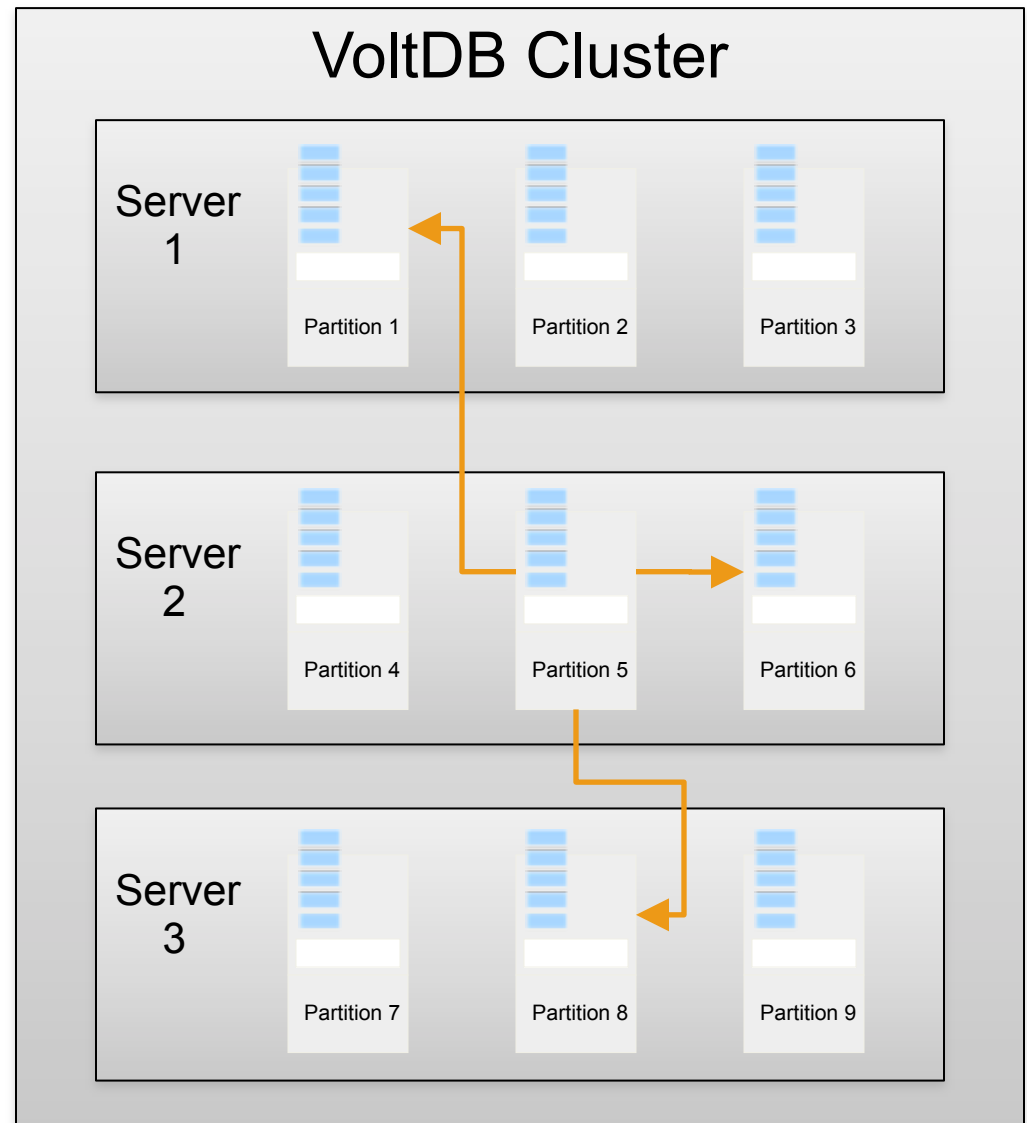 VoltDB Cluster
Server
1
Partition 1
Partition 2
Partition 3
Server
2
Partition 4
Partition 5
Partition 6
Server
3
Partition 7
Partition 8
Partition 9